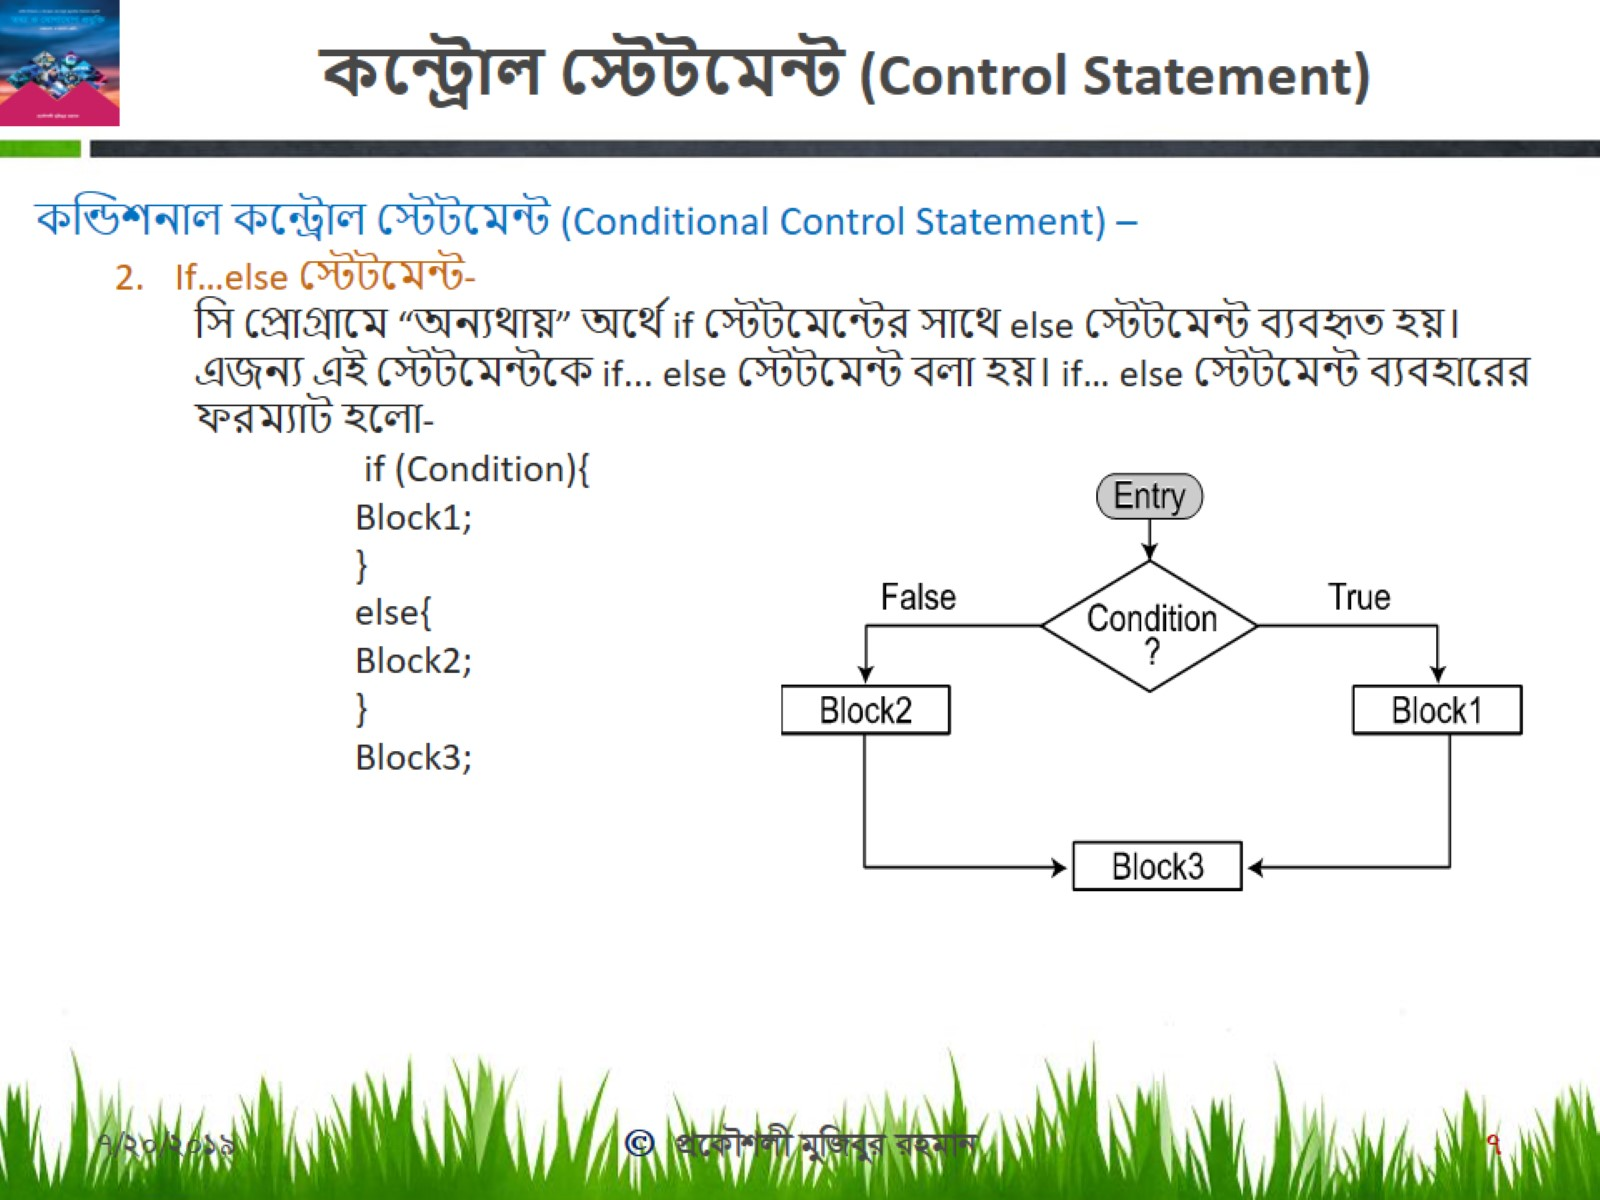 কন্ট্রোল স্টেটমেন্ট (Control Statement)
কন্ডিশনাল কন্ট্রোল স্টেটমেন্ট (Conditional Control Statement) –
2. If...else স্টেটমেন্ট-
সি প্রোগ্রামে “অন্যথায়” অর্থে if স্টেটমেন্টের সাথে else স্টেটমেন্ট ব্যবহৃত হয়।
এজন্য এই স্টেটমেন্টকে if... else স্টেটমেন্ট বলা হয়। if... else স্টেটমেন্ট ব্যবহারের
ফরম্যাট হলো-
if (Condition){
Block1;
}
else{
Block2;
}
Block3;
Entry
False
True
Condition
?
Block2
Block1
Block3
৭/২০/২০১৯
© প্রকৌশলী মুজিবুর রহমান
৭